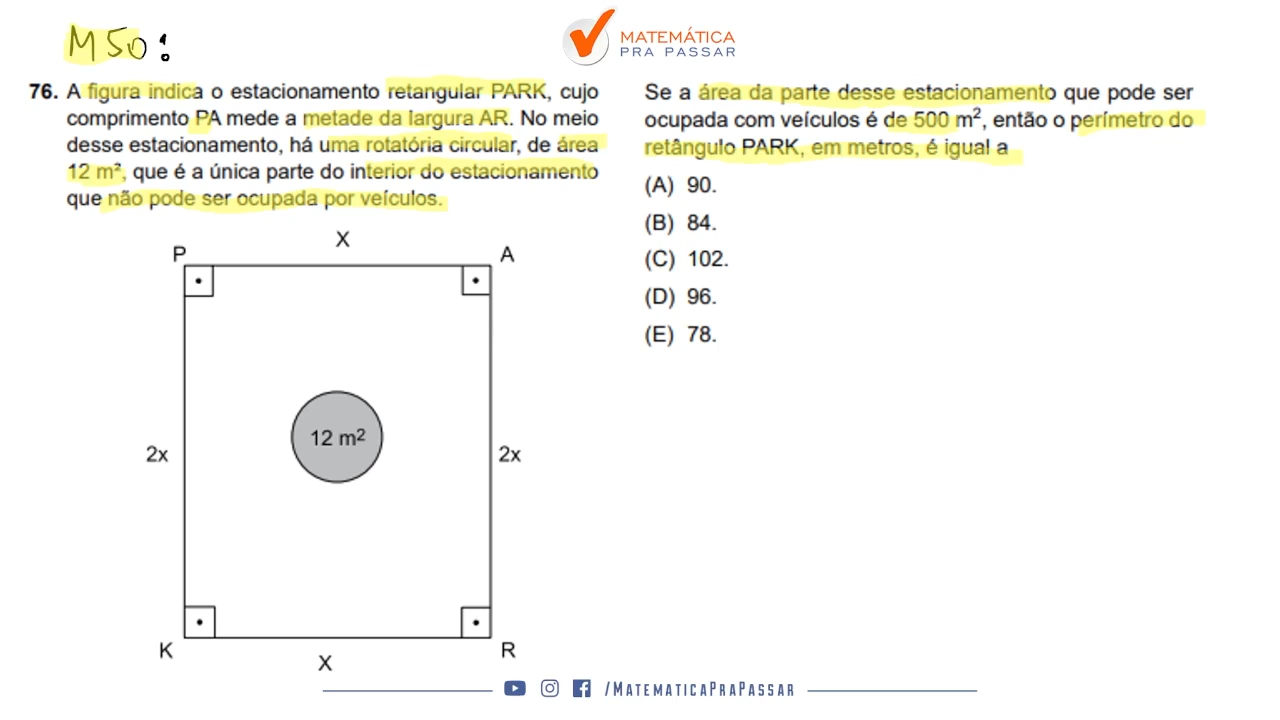 M50:
MATEMÁTICA
PRA PASSAR
76. A figura indica o estacionamento retangular PARK, cujo
comprimento PA mede a metade da largura AR. No meio
desse estacionamento, há uma rotatória circular, de área
12 m², que é a única parte do interior do estacionamento
que não pode ser ocupada por veículos.
P
X
A
2x
12 m²
2x
K
X
R
Se a área da parte desse estacionamento que pode ser
ocupada com veículos é de 500 m², então o perímetro do
retângulo PARK, em metros, é igual a
(A) 90.
(B) 84.
(C) 102.
(D) 96.
(E) 78.
/MATEMATICAPRAPASSAR